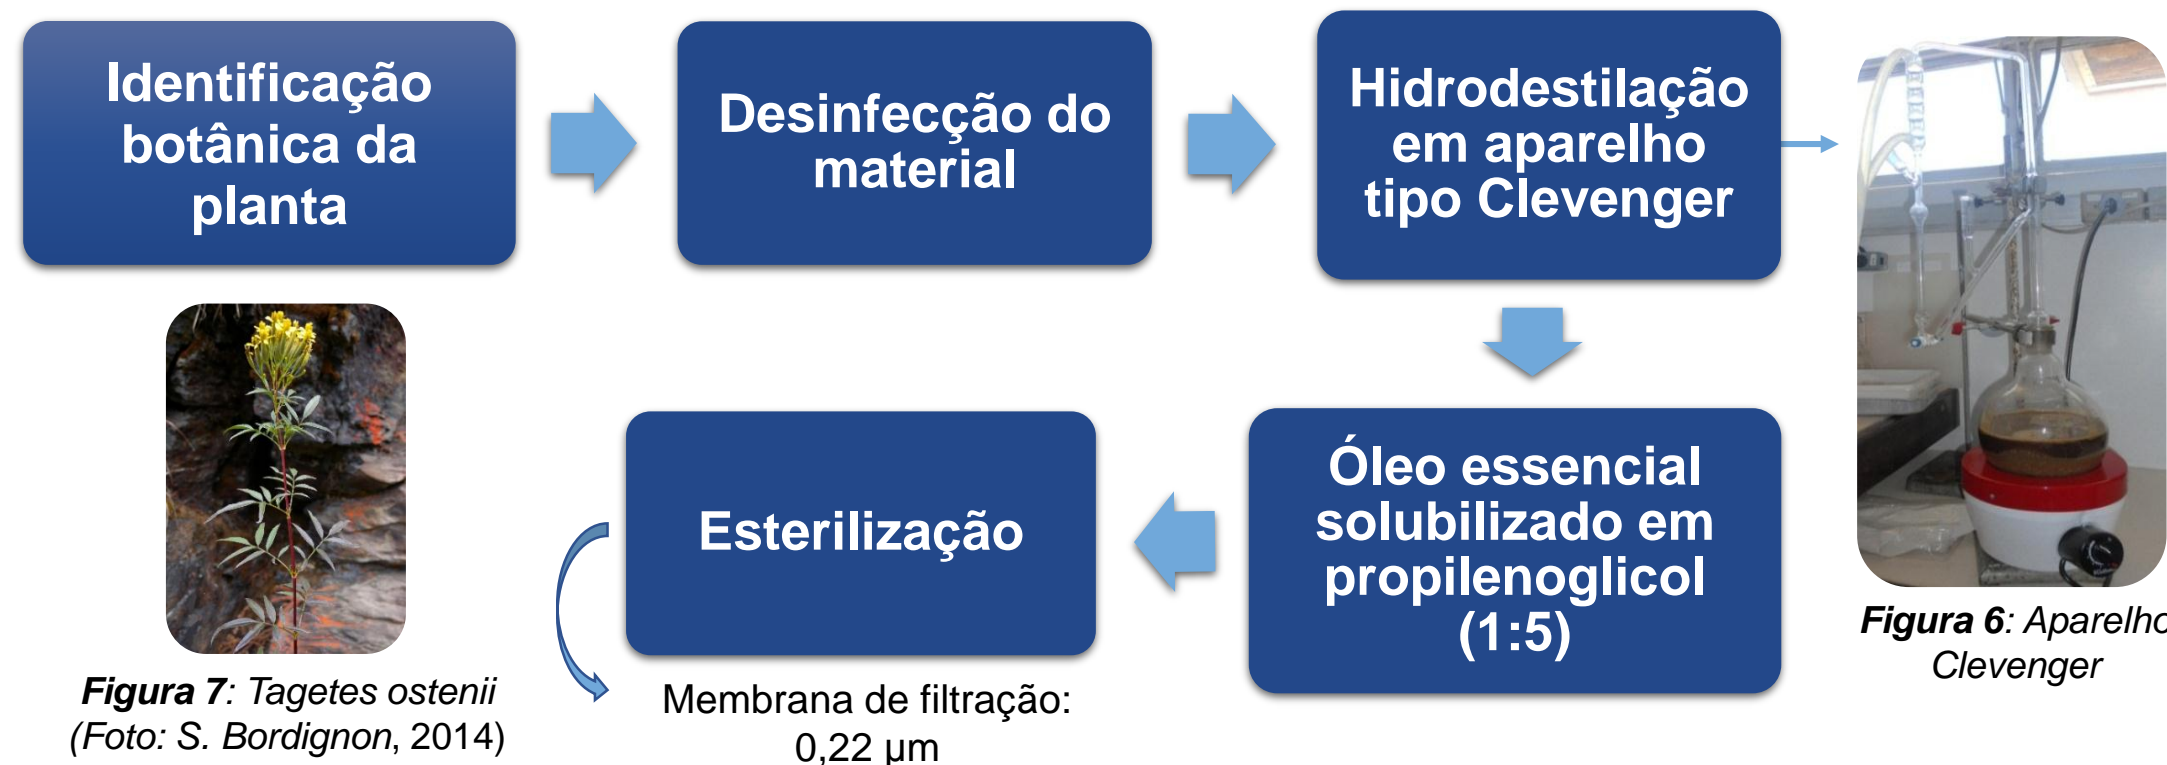 Identificação
botânica da
planta
Desinfecção do
material
Hidrodestilação
em aparelho
tipo Clevenger
Óleo essencial
solubilizado em
propilenoglicol
(1:5)
Esterilização
Membrana de filtração:
0,22 µm
Figura 6: Aparelho
Clevenger
Figura 7: Tagetes ostenii
(Foto: S. Bordignon, 2014)